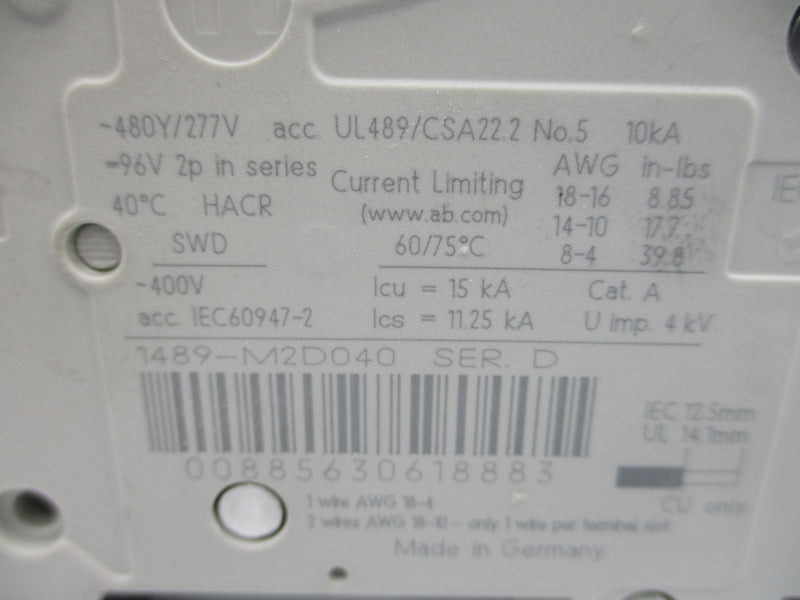 ~480Y/277V acc. UL489/CSA22.2 No.5 10kA
=96V 2p in series Current Limiting AWG in-lbs
40°C HACR (www.ab.com) 18-16 8.85
14-10 17.7
SWD 60/75°C 8-4 39.8
~400V Icu = 15 kA Cat. A
acc. IEC60947-2 Ics = 11.25 kA U imp. 4 kV
1489-M2D040 SER. D
IEC 12.5mm
UL 14.1mm
00885630618883
1 wire AWG 18-4 CU only
2 wires AWG 18-10 - only 1 wire per terminal slot
Made in Germany